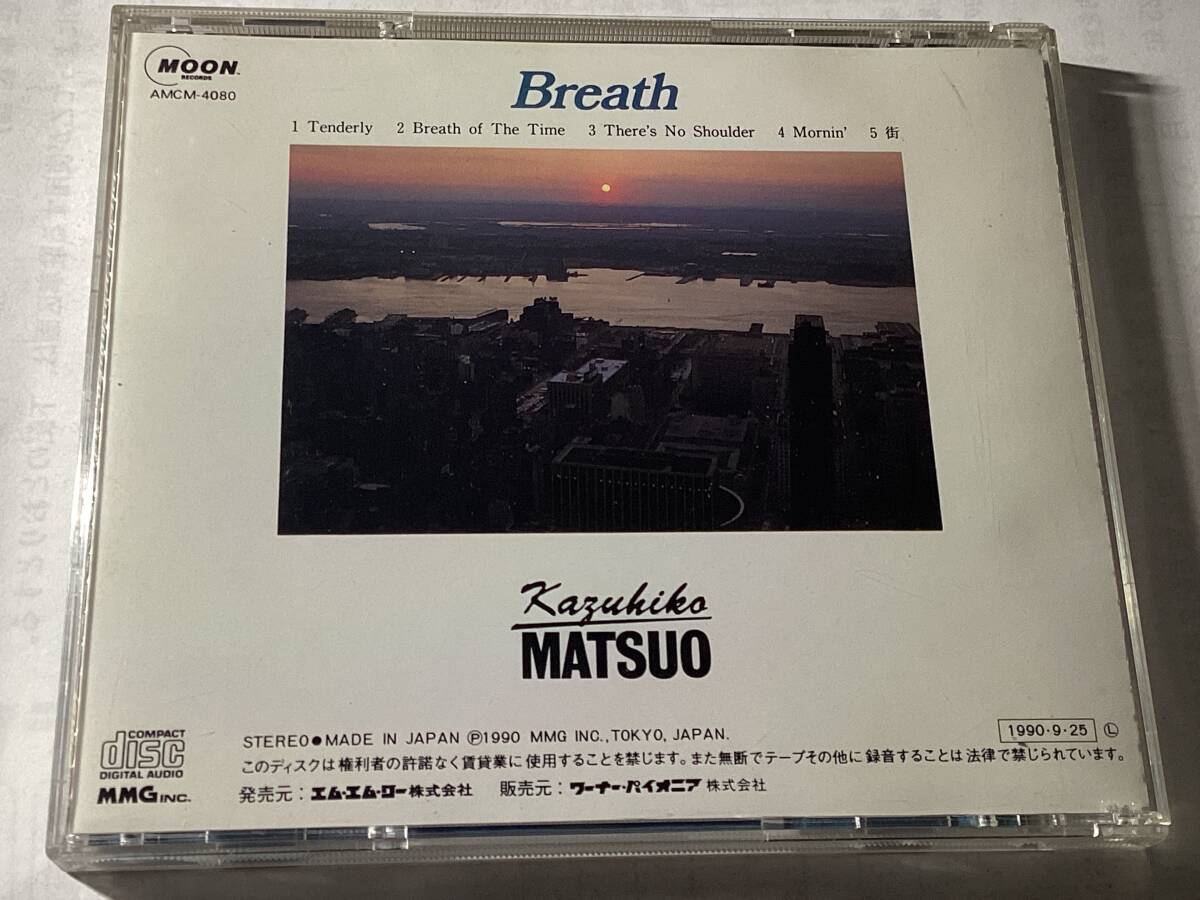 MOON
RECORDS
AMCM-4080
Breath
1 Tenderly 2 Breath of The Time 3 There's No Shoulder 4 Mornin' 5 街
Kazuhiko
MATSUO
COMPACT
disc
DIGITAL AUDIO
STEREO●MADE IN JAPAN Ⓟ1990 MMG INC.,TOKYO, JAPAN.
1990・9・25 Ⓛ
このディスクは権利者の許諾なく賃貸業に使用することを禁じます。また無断でテープその他に録音することは法律で禁じられています。
MMG INC.
発売元：エム・エム・ジー株式会社 販売元：ワーナー・パイオニア株式会社